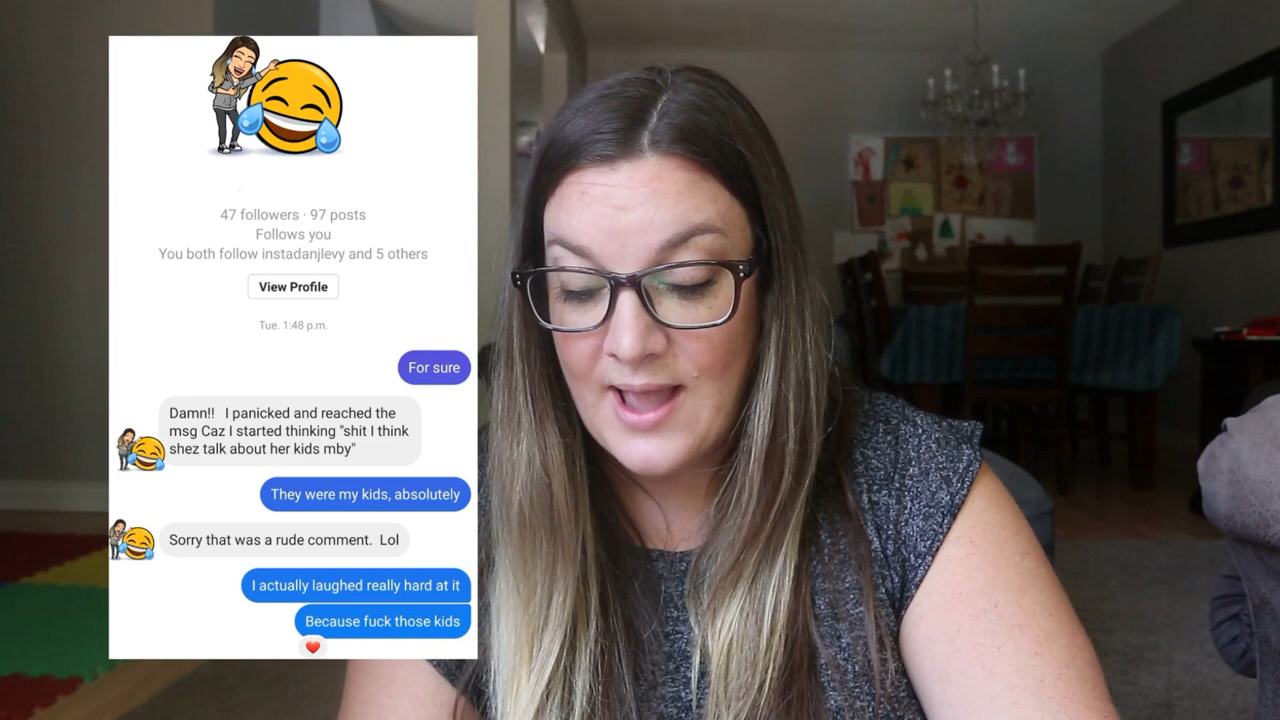 47 followers · 97 posts
Follows you
You both follow instadanjlevy and 5 others
View Profile
Tue. 1:48 p.m.
For sure
Damn!!   I panicked and reached the
msg Caz I started thinking "shit I think
shez talk about her kids mby"
They were my kids, absolutely
Sorry that was a rude comment.  Lol
I actually laughed really hard at it
Because fuck those kids